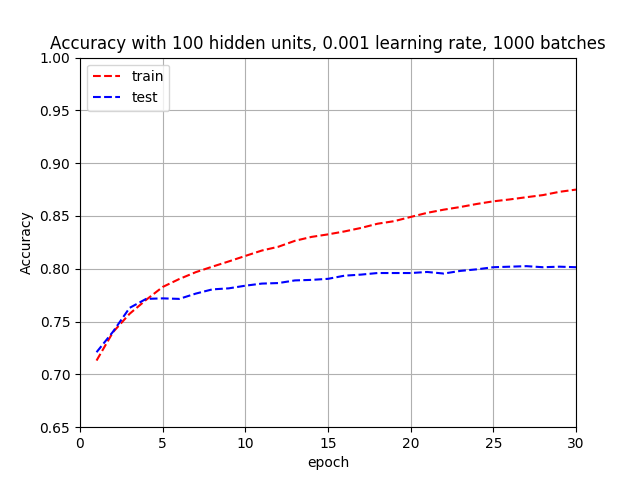 Accuracy with 100 hidden units, 0.001 learning rate, 1000 batches
1.00
train
test
0.95
0.90
0.85
Accuracy
0.80
0.75
0.70
0.65
0 5 10 15 20 25 30
epoch